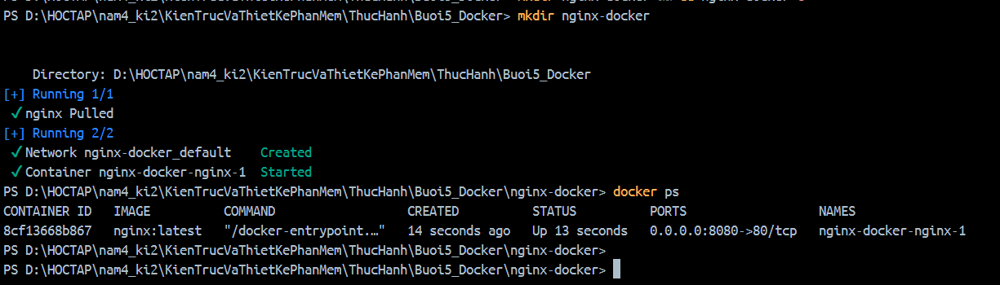 PS D:\HOCTAP\nam4_ki2\KienTrucVaThietKePhanMem\ThucHanh\Buoi5_Docker> mkdir nginx-docker
Directory: D:\HOCTAP\nam4_ki2\KienTrucVaThietKePhanMem\ThucHanh\Buoi5_Docker
[+] Running 1/1
✔ nginx Pulled
[+] Running 2/2
✔ Network nginx-docker_default Created
✔ Container nginx-docker-nginx-1 Started
PS D:\HOCTAP\nam4_ki2\KienTrucVaThietKePhanMem\ThucHanh\Buoi5_Docker\nginx-docker> docker ps
CONTAINER ID IMAGE COMMAND CREATED STATUS PORTS NAMES
8cf13668b867 nginx:latest "/docker-entrypoint.…" 14 seconds ago Up 13 seconds 0.0.0.0:8080->80/tcp nginx-docker-nginx-1
PS D:\HOCTAP\nam4_ki2\KienTrucVaThietKePhanMem\ThucHanh\Buoi5_Docker\nginx-docker>
PS D:\HOCTAP\nam4_ki2\KienTrucVaThietKePhanMem\ThucHanh\Buoi5_Docker\nginx-docker>